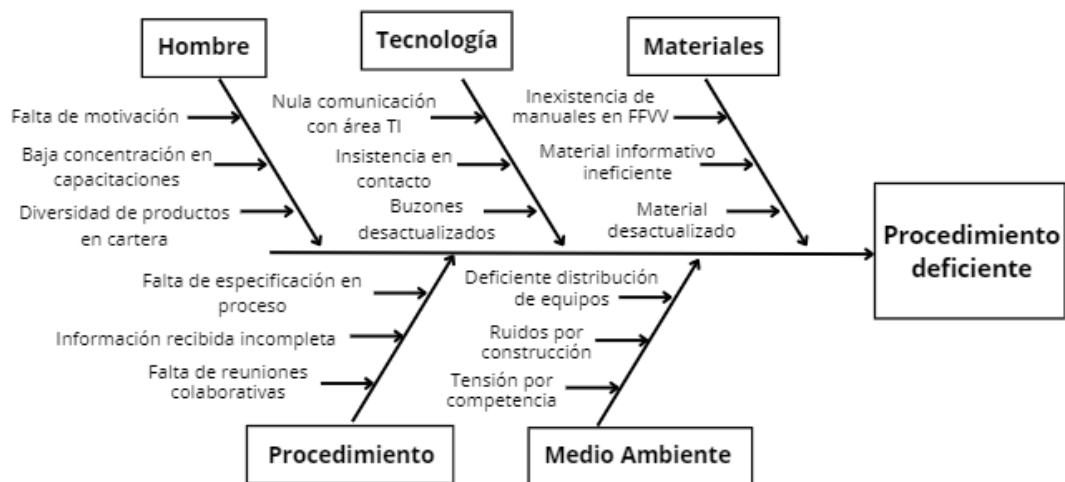 Hombre
Tecnología
Materiales
Falta de motivación
Baja concentración en
capacitaciones
Diversidad de productos
en cartera
Nula comunicación
con área TI
Insistencia en
contacto
Buzones
desactualizados
Inexistencia de
manuales en FFVV
Material informativo
ineficiente
Material
desactualizado
Procedimiento
deficiente
Falta de especificación en
proceso
Información recibida incompleta
Falta de reuniones
colaborativas
Deficiente distribución
de equipos
Ruidos por
construcción
Tensión por
competencia
Procedimiento
Medio Ambiente